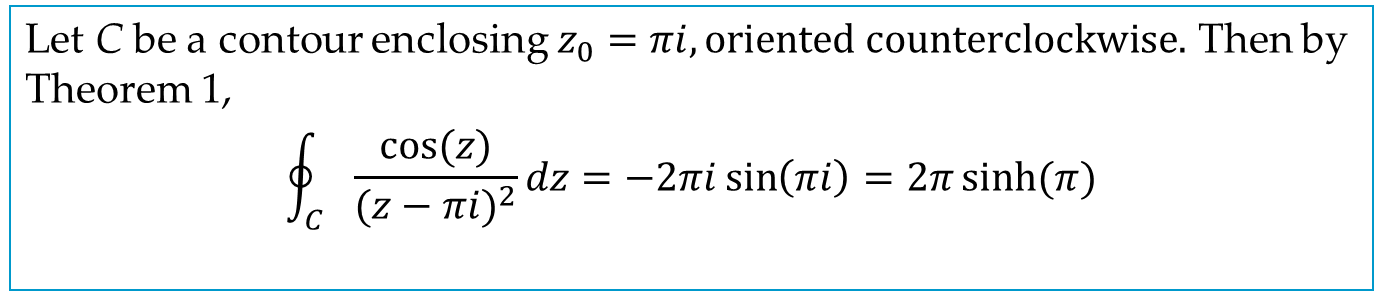 Let C be a contour enclosing z₀ = πi, oriented counterclockwise. Then by
Theorem 1,
∮_C cos(z)/(z − πi)² dz = −2πi sin(πi) = 2π sinh(π)